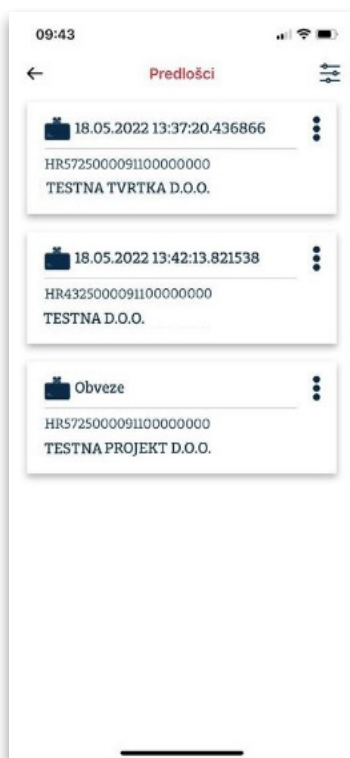 09:43
Predlošci
18.05.2022 13:37:20.436866
HR5725000091100000000
TESTNA TVRTKA D.O.O.
18.05.2022 13:42:13.821538
HR4325000091100000000
TESTNA D.O.O.
Obveze
HR5725000091100000000
TESTNA PROJEKT D.O.O.